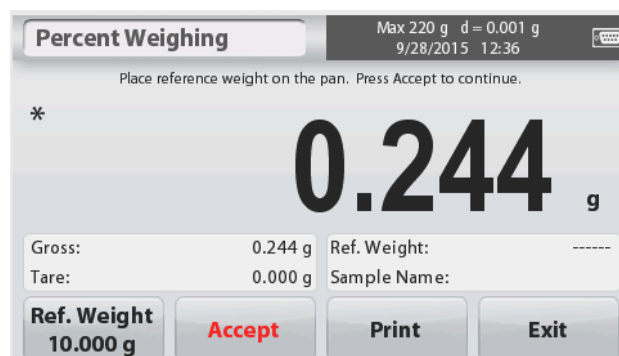 Percent Weighing
Max 220 g d = 0.001 g
9/28/2015 12:36
Place reference weight on the pan. Press Accept to continue.
*
0.244 g
Gross: 0.244 g
Tare: 0.000 g
Ref. Weight: ------
Sample Name:
Ref. Weight
10.000 g
Accept
Print
Exit